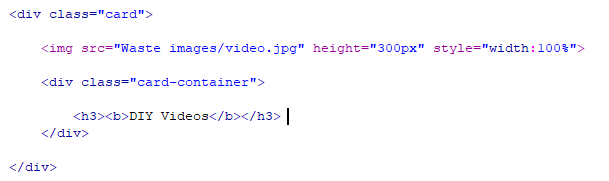 <div class="card">
<img src="Waste images/video.jpg" height="300px" style="width:100%">
<div class="card-container">
<h3><b>DIY Videos</b></h3>
</div>
</div>